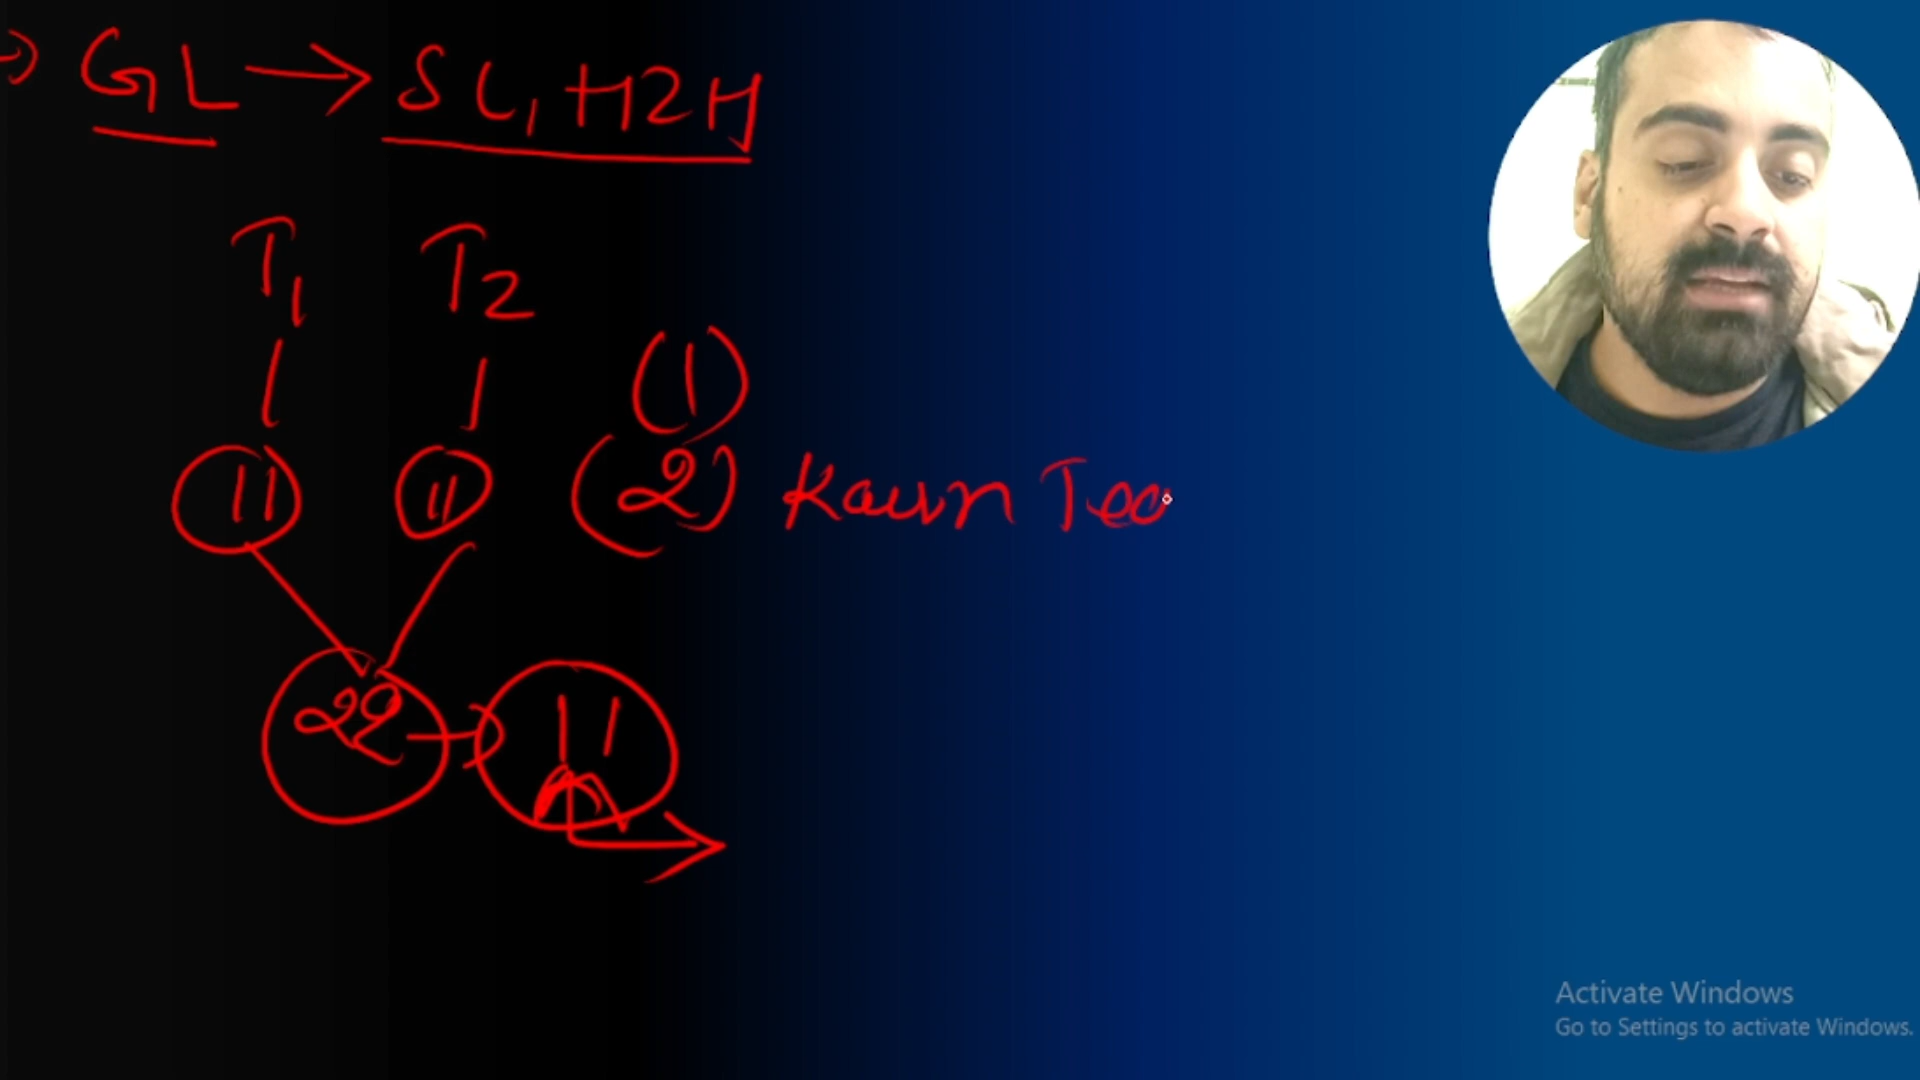 GL → SL, H2H
T1 T2
(1)
11 11 (2) Kaun Tea
22 → 11
Activate Windows
Go to Settings to activate Windows.